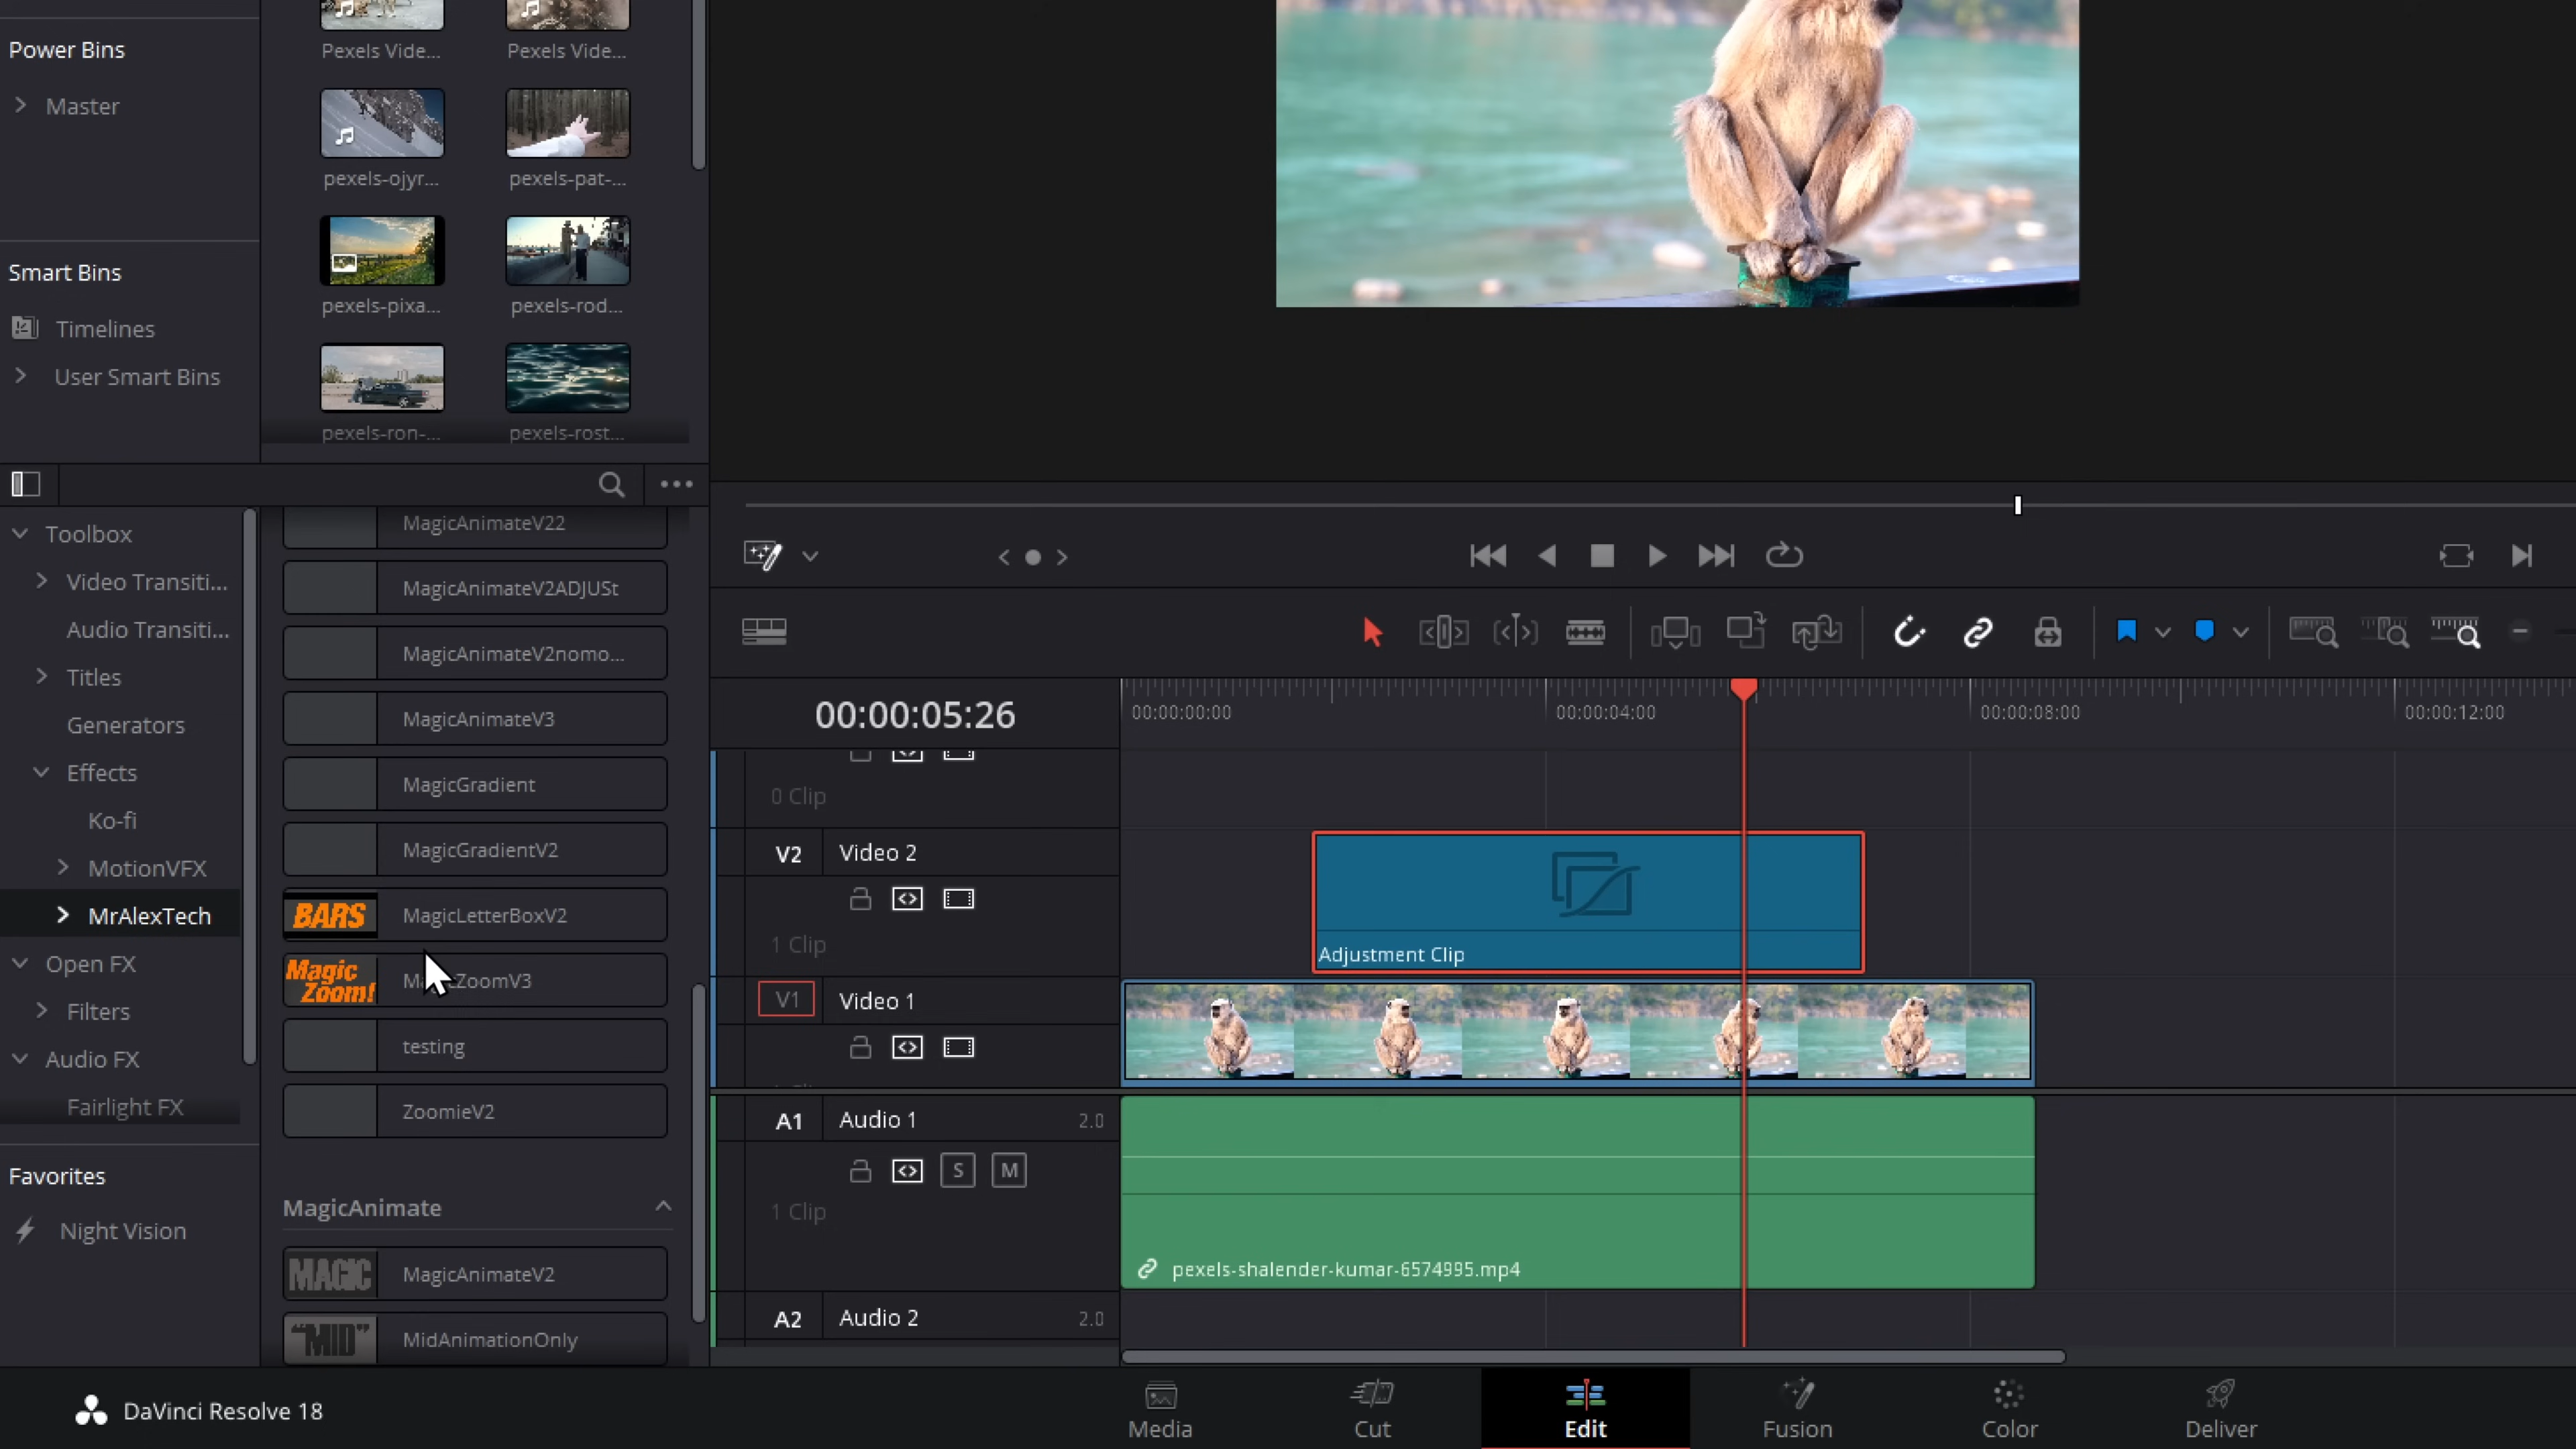 Power Bins
Master
Smart Bins
Timelines
User Smart Bins
Pexels Vide...
Pexels Vide...
pexels-ojyr...
pexels-pat-...
pexels-pixa...
pexels-rod...
pexels-ron-...
pexels-rost...
Toolbox
Video Transiti...
Audio Transiti...
Titles
Generators
Effects
Ko-fi
MotionVFX
MrAlexTech
Open FX
Filters
Audio FX
Fairlight FX
Favorites
Night Vision
MagicAnimateV22
MagicAnimateV2ADJUSt
MagicAnimateV2nomo...
MagicAnimateV3
MagicGradient
MagicGradientV2
BARS
MagicLetterBoxV2
Magic
Zoom!
testing
ZoomieV2
MagicAnimate
MAGIC
MagicAnimateV2
"MID"
MidAnimationOnly
00:00:05:26
00:00:00:00
00:00:04:00
00:00:08:00
00:00:12:00
0 Clip
V2 Video 2
1 Clip
Adjustment Clip
V1 Video 1
A1 Audio 1 2.0
S M
1 Clip
pexels-shalender-kumar-6574995.mp4
A2 Audio 2 2.0
DaVinci Resolve 18
Media
Cut
Edit
Fusion
Color
Deliver